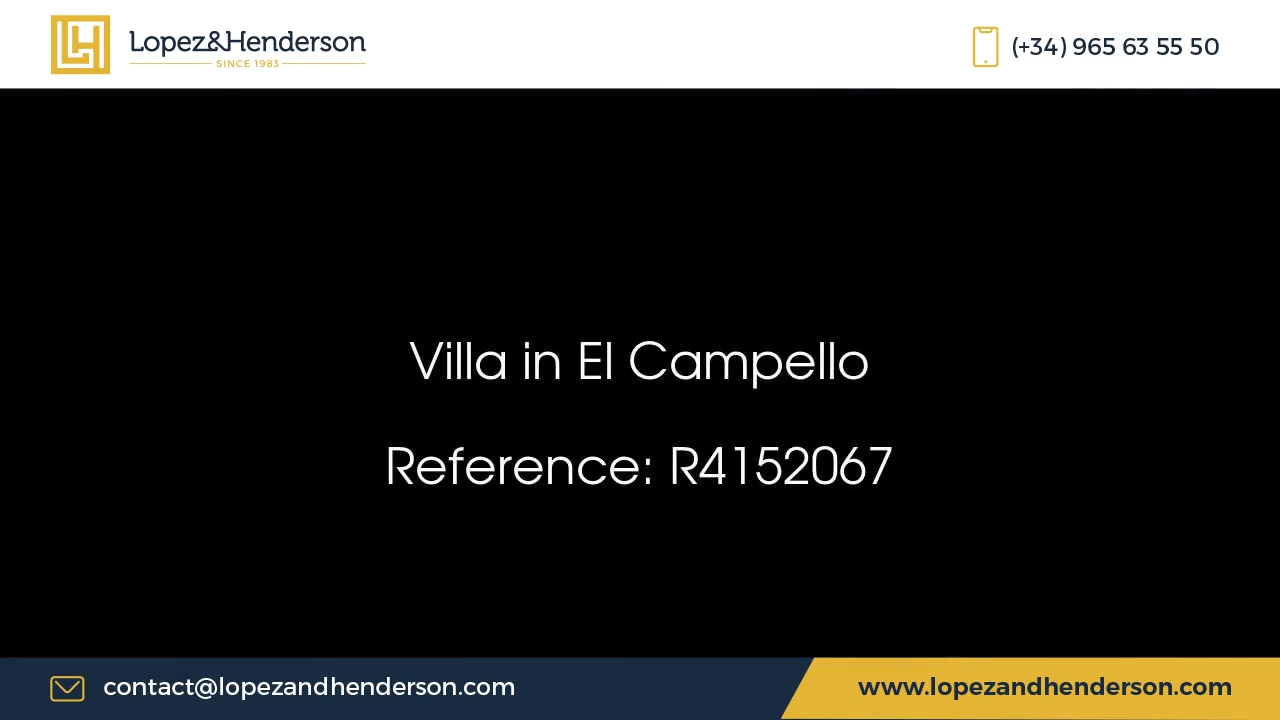 Lopez&Henderson
SINCE 1983
(+34) 965 63 55 50
Villa in El Campello
Reference: R4152067
contact@lopezandhenderson.com
www.lopezandhenderson.com